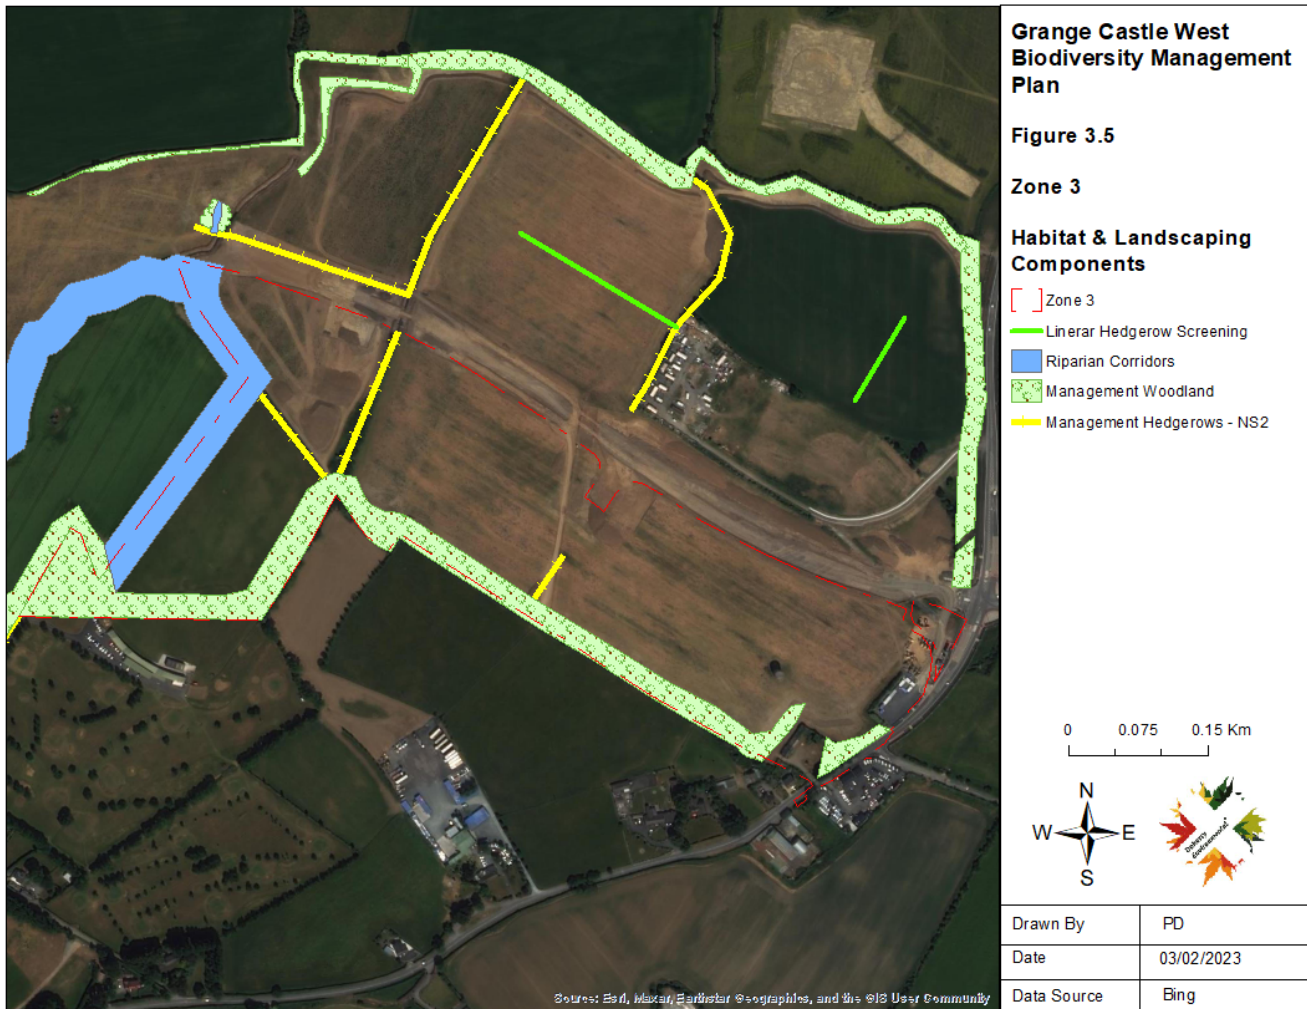 Grange Castle West
Biodiversity Management
Plan
Figure 3.5
Zone 3
Habitat & Landscaping
Components
Zone 3
Linerar Hedgerow Screening
Riparian Corridors
Management Woodland
Management Hedgerows - NS2
0 0.075 0.15 Km
N
W E
S
Doherty
Environmental
Drawn By PD
Date 03/02/2023
Data Source Bing
Source: Esri, Maxar, Earthstar Geographics, and the GIS User Community